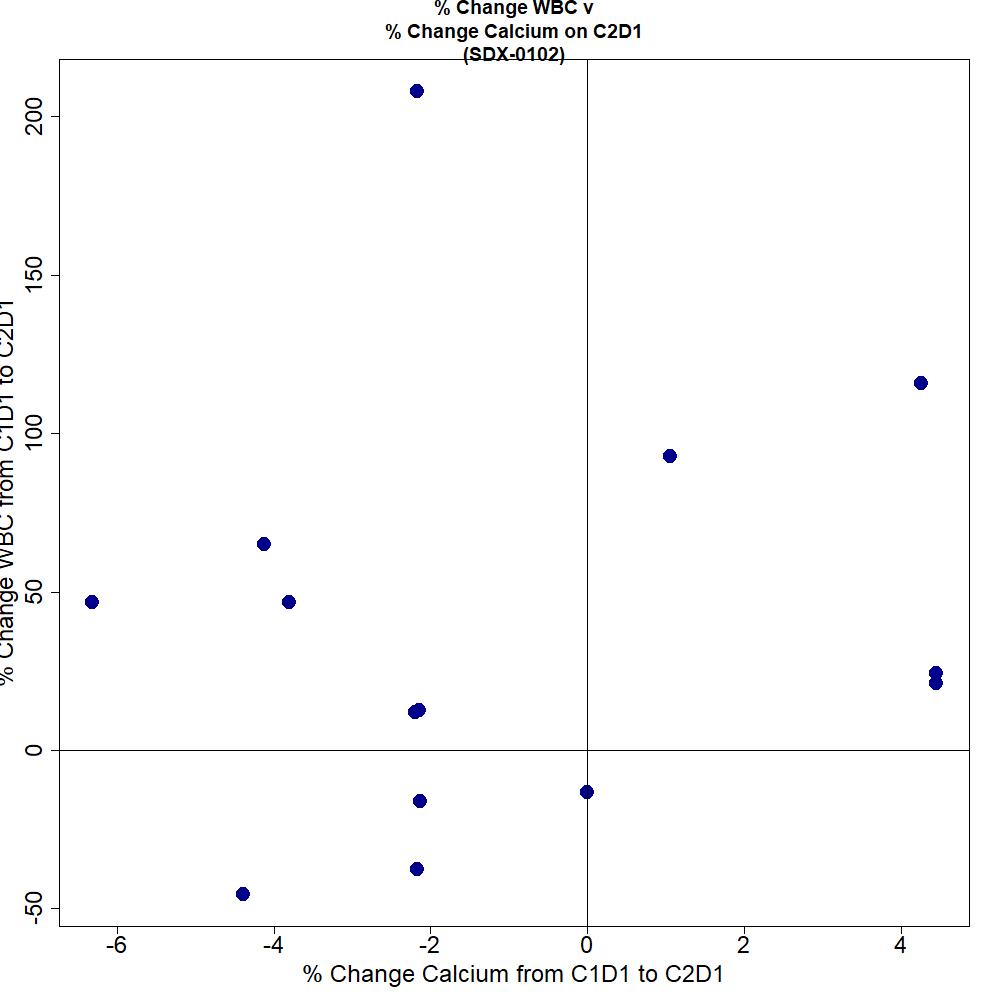 % Change WBC v
% Change Calcium on C2D1
(SDX-0102)
200
150
100
50
0
-50
% Change WBC from C1D1 to C2D1
-6
-4
-2
0
2
4
% Change Calcium from C1D1 to C2D1